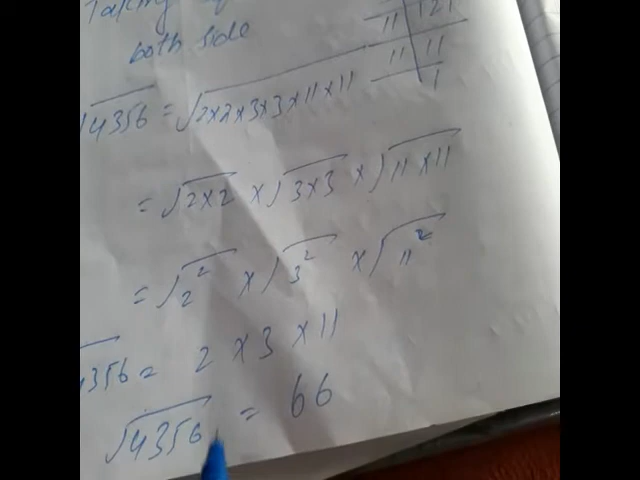 Taking
both side
11 | 121
11 | 11
1
√4356 = √2×2×3×3×11×11
= √2×2 × √3×3 × √11×11
= √2² × √3² × √11²
4356 = 2 × 3 × 11
√4356 = 66